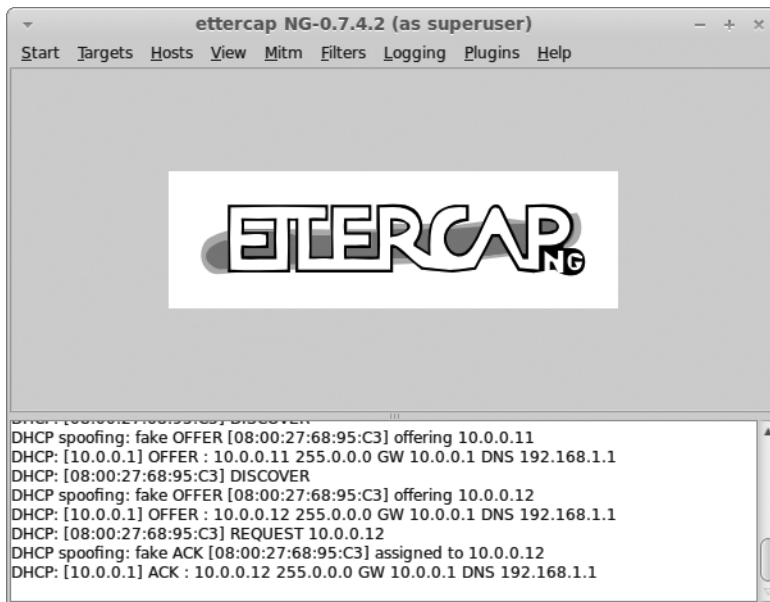 ettercap NG-0.7.4.2 (as superuser)
Start Targets Hosts View Mitm Filters Logging Plugins Help
ETTERCAP
NG
DHCP: [08:00:27:68:95:C3] DISCOVER
DHCP spoofing: fake OFFER [08:00:27:68:95:C3] offering 10.0.0.11
DHCP: [10.0.0.1] OFFER : 10.0.0.11 255.0.0.0 GW 10.0.0.1 DNS 192.168.1.1
DHCP: [08:00:27:68:95:C3] DISCOVER
DHCP spoofing: fake OFFER [08:00:27:68:95:C3] offering 10.0.0.12
DHCP: [10.0.0.1] OFFER : 10.0.0.12 255.0.0.0 GW 10.0.0.1 DNS 192.168.1.1
DHCP: [08:00:27:68:95:C3] REQUEST 10.0.0.12
DHCP spoofing: fake ACK [08:00:27:68:95:C3] assigned to 10.0.0.12
DHCP: [10.0.0.1] ACK : 10.0.0.12 255.0.0.0 GW 10.0.0.1 DNS 192.168.1.1